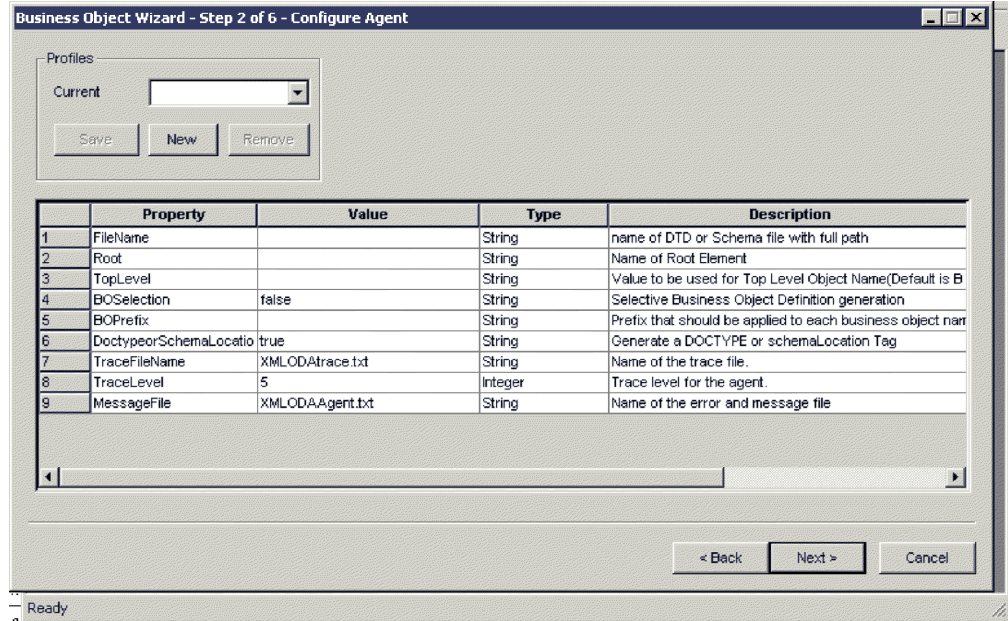 Business Object Wizard - Step 2 of 6 - Configure Agent
Profiles
Current
Save New Remove
Property Value Type Description
1 FileName String name of DTD or Schema file with full path
2 Root String Name of Root Element
3 TopLevel String Value to be used for Top Level Object Name(Default is B
4 BOSelection false String Selective Business Object Definition generation
5 BOPrefix String Prefix that should be applied to each business object nam
6 DoctypeorSchemaLocatio true String Generate a DOCTYPE or schemaLocation Tag
7 TraceFileName XMLODAtrace.txt String Name of the trace file.
8 TraceLevel 5 Integer Trace level for the agent.
9 MessageFile XMLODAAgent.txt String Name of the error and message file
< Back Next > Cancel
Ready